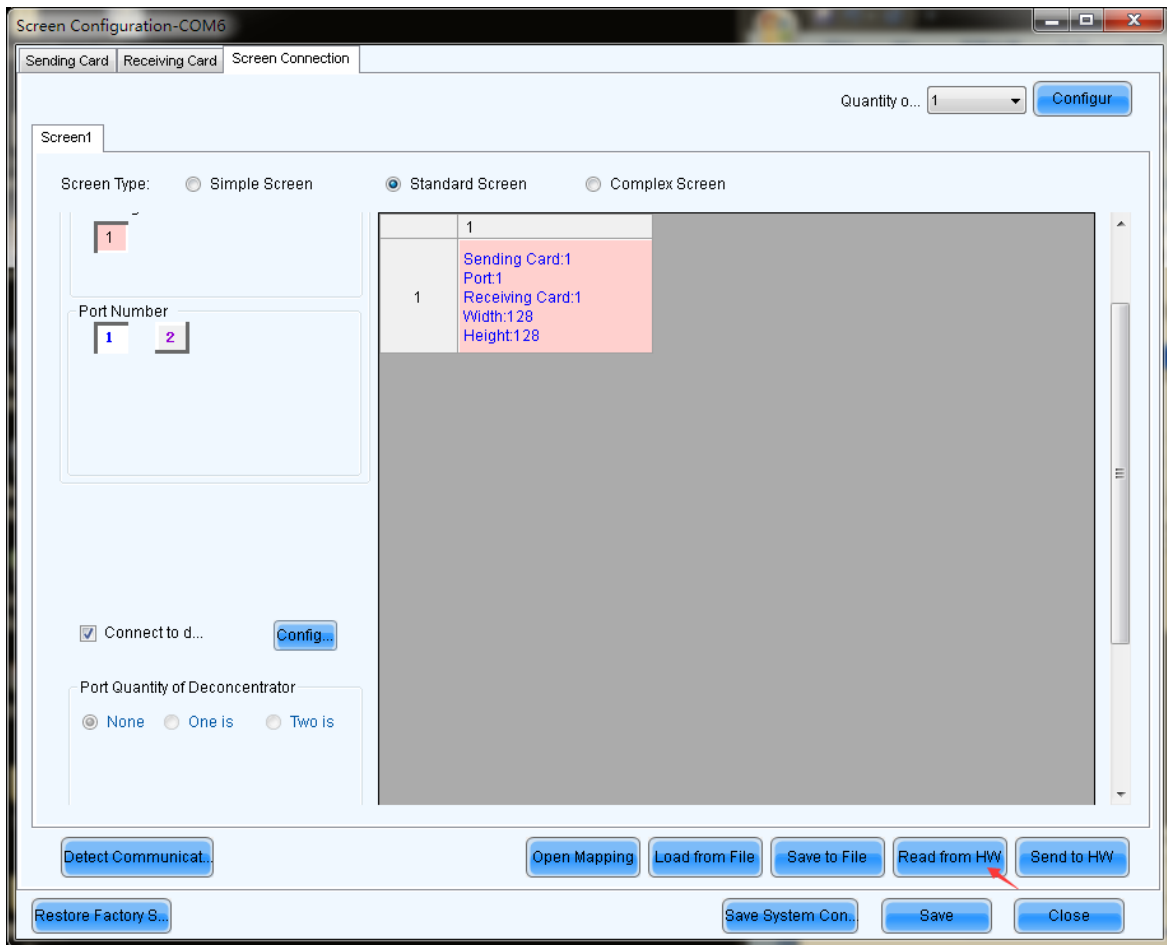 Screen Configuration-COM6
Sending Card Receiving Card Screen Connection
Quantity o... 1 Configur
Screen1
Screen Type: Simple Screen Standard Screen Complex Screen
1
1
Sending Card:1
Port:1
1 Receiving Card:1
Width:128
Height:128
Port Number
1 2
Connect to d... Config...
Port Quantity of Deconcentrator
None One is Two is
Detect Communicat... Open Mapping Load from File Save to File Read from HW Send to HW
Restore Factory S... Save System Con... Save Close